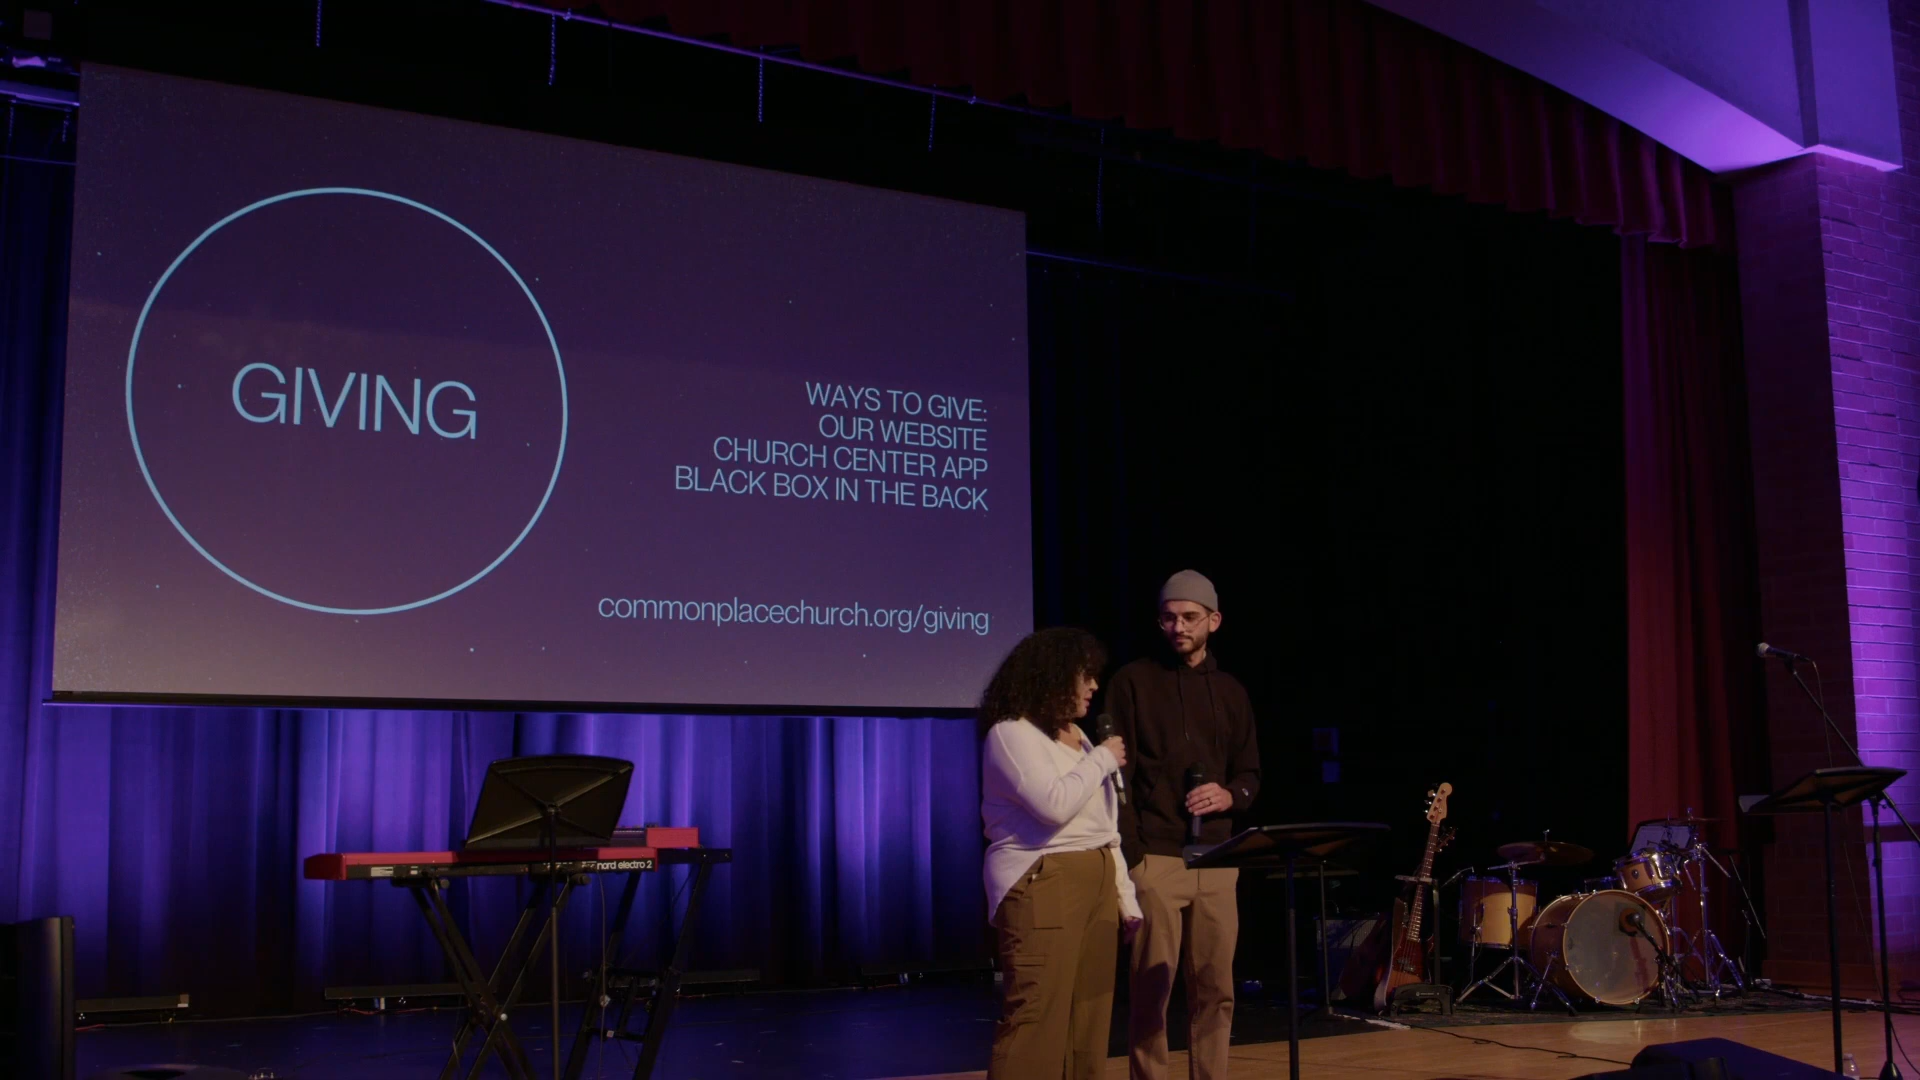 GIVING
WAYS TO GIVE:
OUR WEBSITE
CHURCH CENTER APP
BLACK BOX IN THE BACK
commonplacechurch.org/giving
nord electro 2